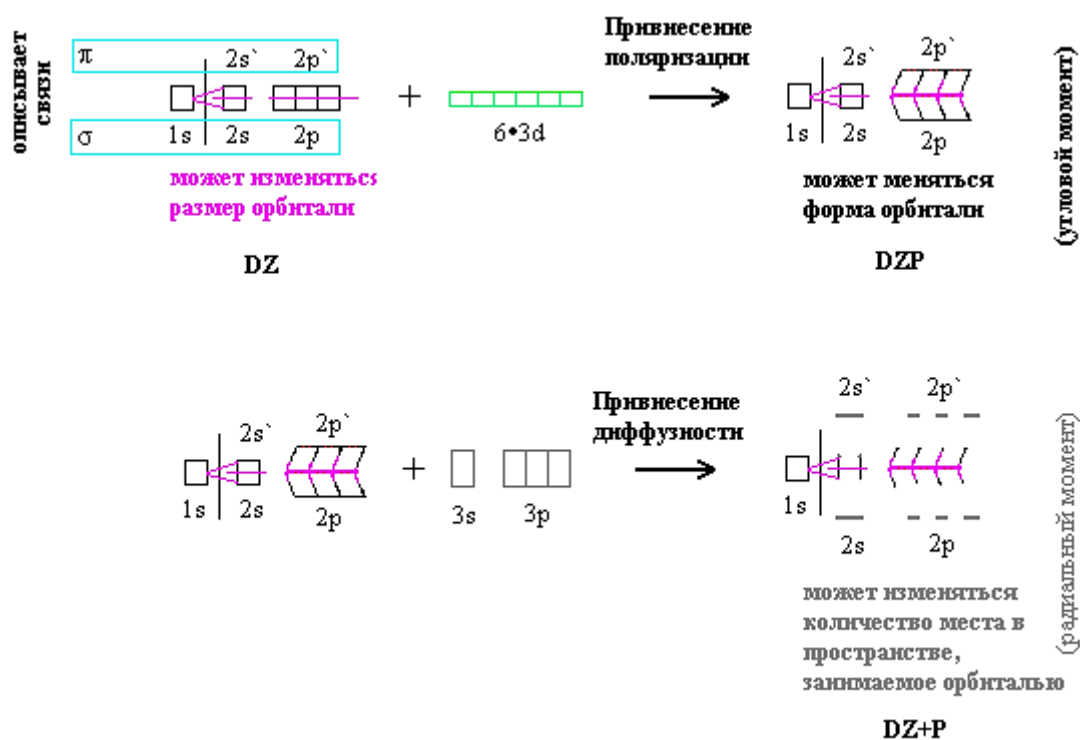 описывает
связи
π
2s` 2p`
σ
1s 2s 2p
может изменяться
размер орбитали
DZ
+
6•3d
Привнесение
поляризации
2s` 2p`
1s 2s 2p
может меняться
форма орбитали
DZP
(угловой момент)
2s` 2p`
1s 2s 2p
+
3s 3p
Привнесение
диффузности
2s` 2p`
1s
2s 2p
может изменяться
количество места в
пространстве,
занимаемое орбиталью
DZ+P
(радиальный момент)